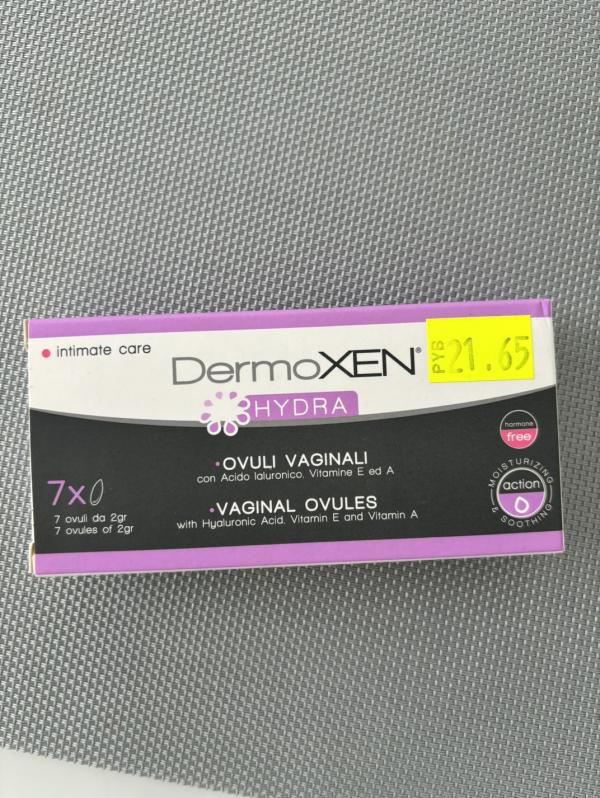 intimate care
DermoXEN®
PYB 21.65
HYDRA
hormone
free
• OVULI VAGINALI
con Acido Ialuronico, Vitamine E ed A
7x
7 ovuli da 2gr
7 ovules of 2gr
• VAGINAL OVULES
with Hyaluronic Acid, Vitamin E and Vitamin A
MOISTURIZING
action
& SOOTHING